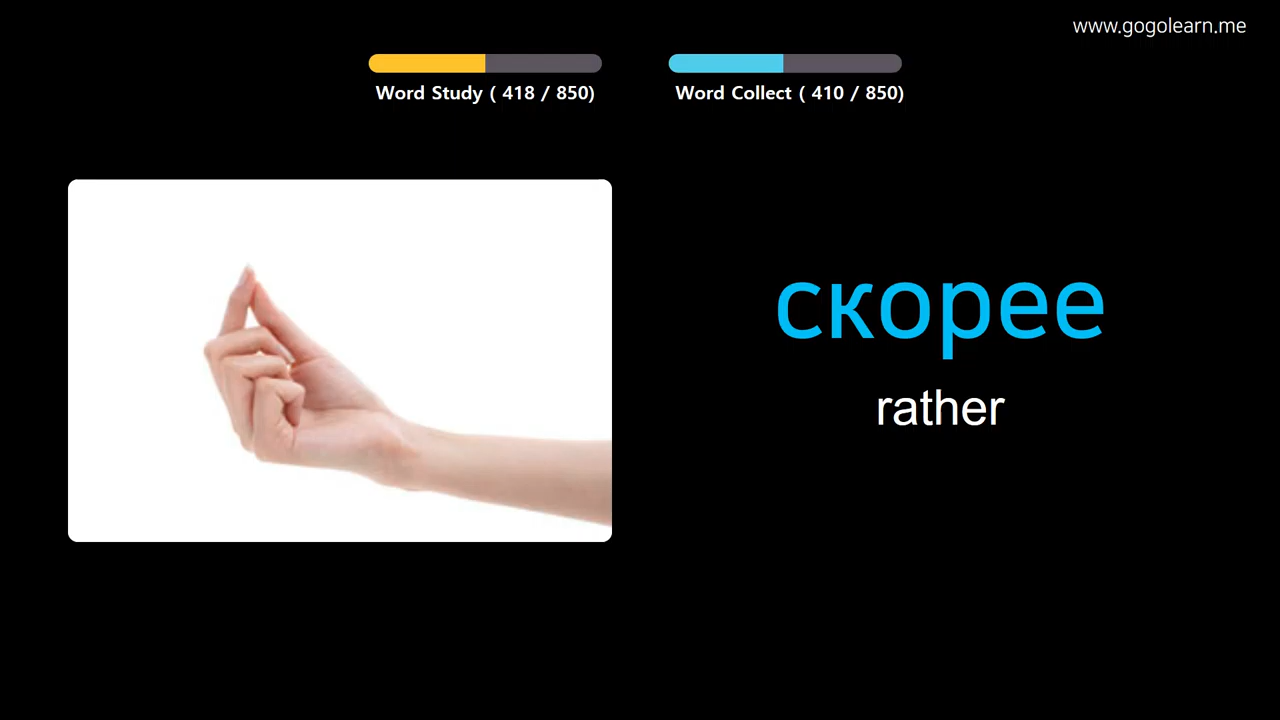 www.gogolearn.me
Word Study ( 418 / 850)
Word Collect ( 410 / 850)
скорее
rather